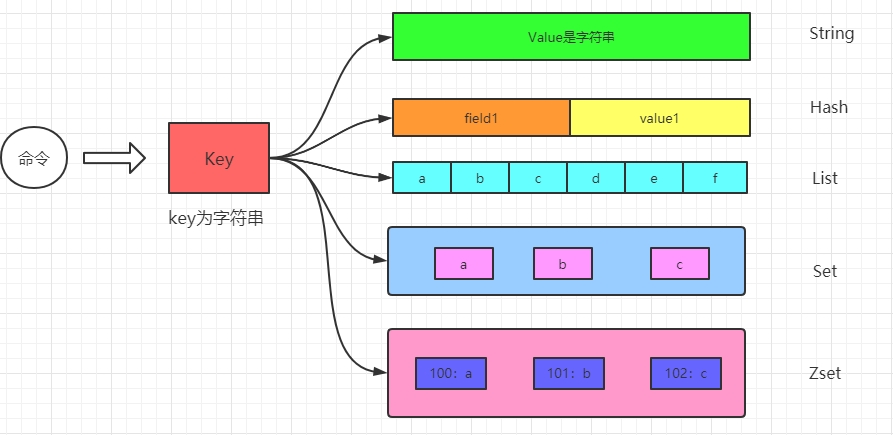 Value是字符串
String
field1
value1
Hash
命令
Key
key为字符串
a
b
c
d
e
f
List
a
b
c
Set
100：a
101：b
102：c
Zset